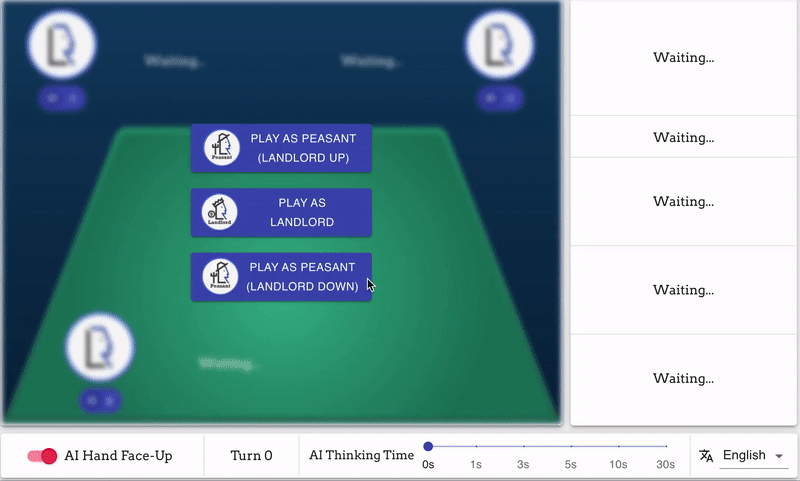 Waiting...
Waiting...
PLAY AS PEASANT
(LANDLORD UP)
Peasant
PLAY AS
LANDLORD
Landlord
PLAY AS PEASANT
(LANDLORD DOWN)
Peasant
Waiting...
Waiting...
Waiting...
Waiting...
Waiting...
Waiting...
AI Hand Face-Up
Turn 0
AI Thinking Time
0s 1s 3s 5s 10s 30s
English